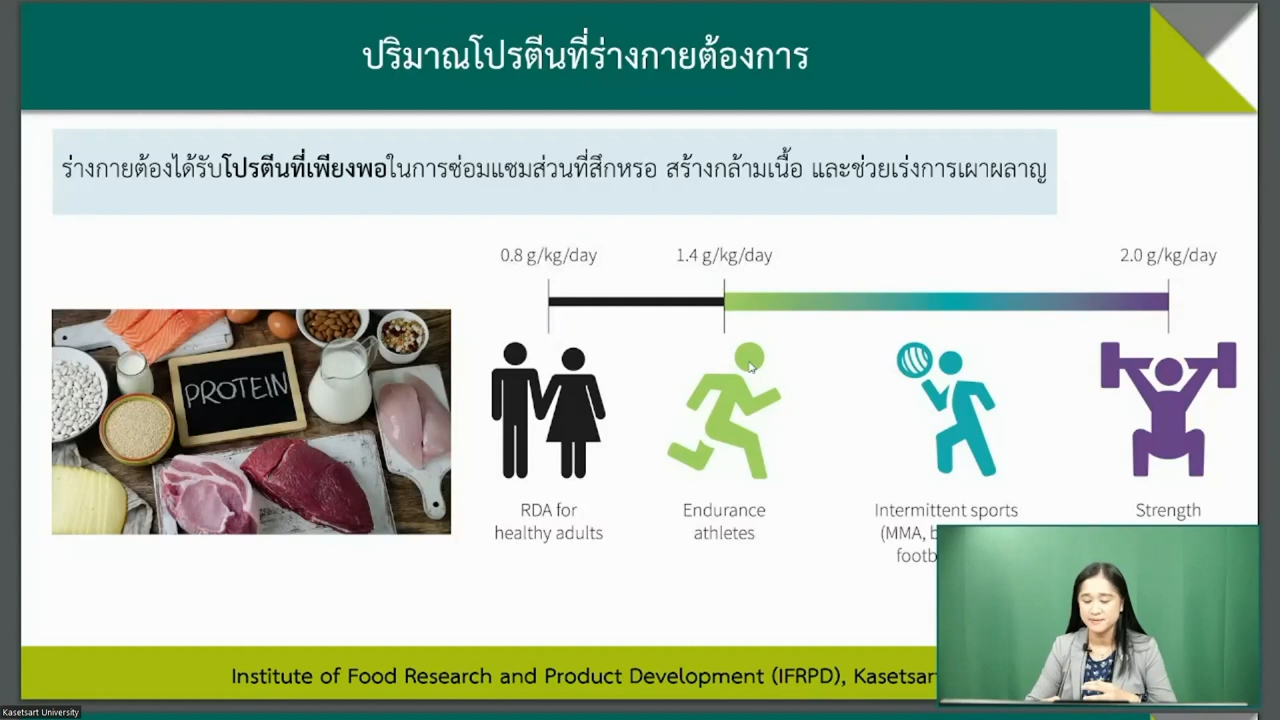 ปริมาณโปรตีนที่ร่างกายต้องการ
ร่างกายต้องได้รับโปรตีนที่เพียงพอในการซ่อมแซมส่วนที่สึกหรอ สร้างกล้ามเนื้อ และช่วยเร่งการเผาผลาญ
0.8 g/kg/day
1.4 g/kg/day
2.0 g/kg/day
PROTEIN
RDA for
healthy adults
Endurance
athletes
Intermittent sports
(MMA,
Strength
Institute of Food Research and Product Development (IFRPD),
Kasetsart University